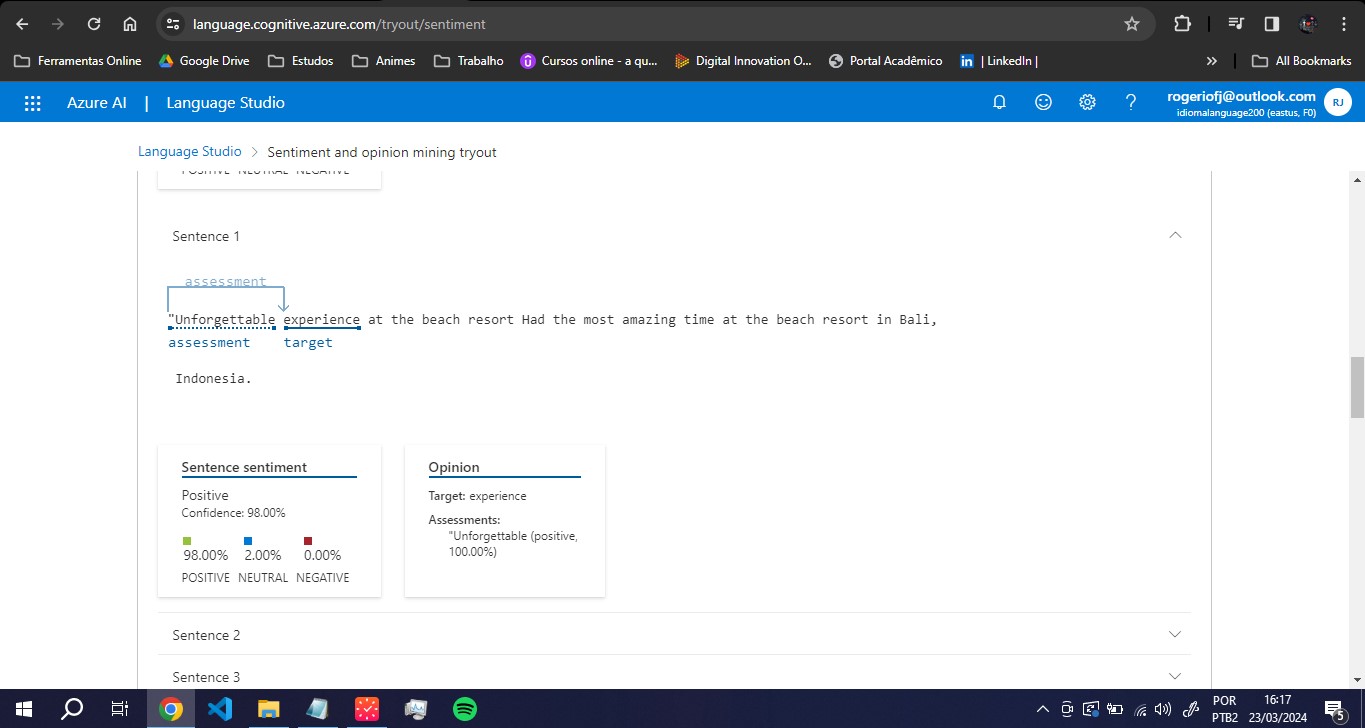 language.cognitive.azure.com/tryout/sentiment
Ferramentas Online Google Drive Estudos Animes Trabalho Cursos online - a qu... Digital Innovation O... Portal Acadêmico | LinkedIn | » All Bookmarks
Azure AI | Language Studio
rogeriofj@outlook.com
idiomalanguage200 (eastus, F0)
RJ
Language Studio > Sentiment and opinion mining tryout
POSITIVE NEUTRAL NEGATIVE
Sentence 1
assessment
"Unforgettable experience at the beach resort Had the most amazing time at the beach resort in Bali,
assessment target
Indonesia.
Sentence sentiment
Positive
Confidence: 98.00%
98.00% 2.00% 0.00%
POSITIVE NEUTRAL NEGATIVE
Opinion
Target: experience
Assessments:
"Unforgettable (positive,
100.00%)
Sentence 2
Sentence 3
POR
PTB2
16:17
23/03/2024
5